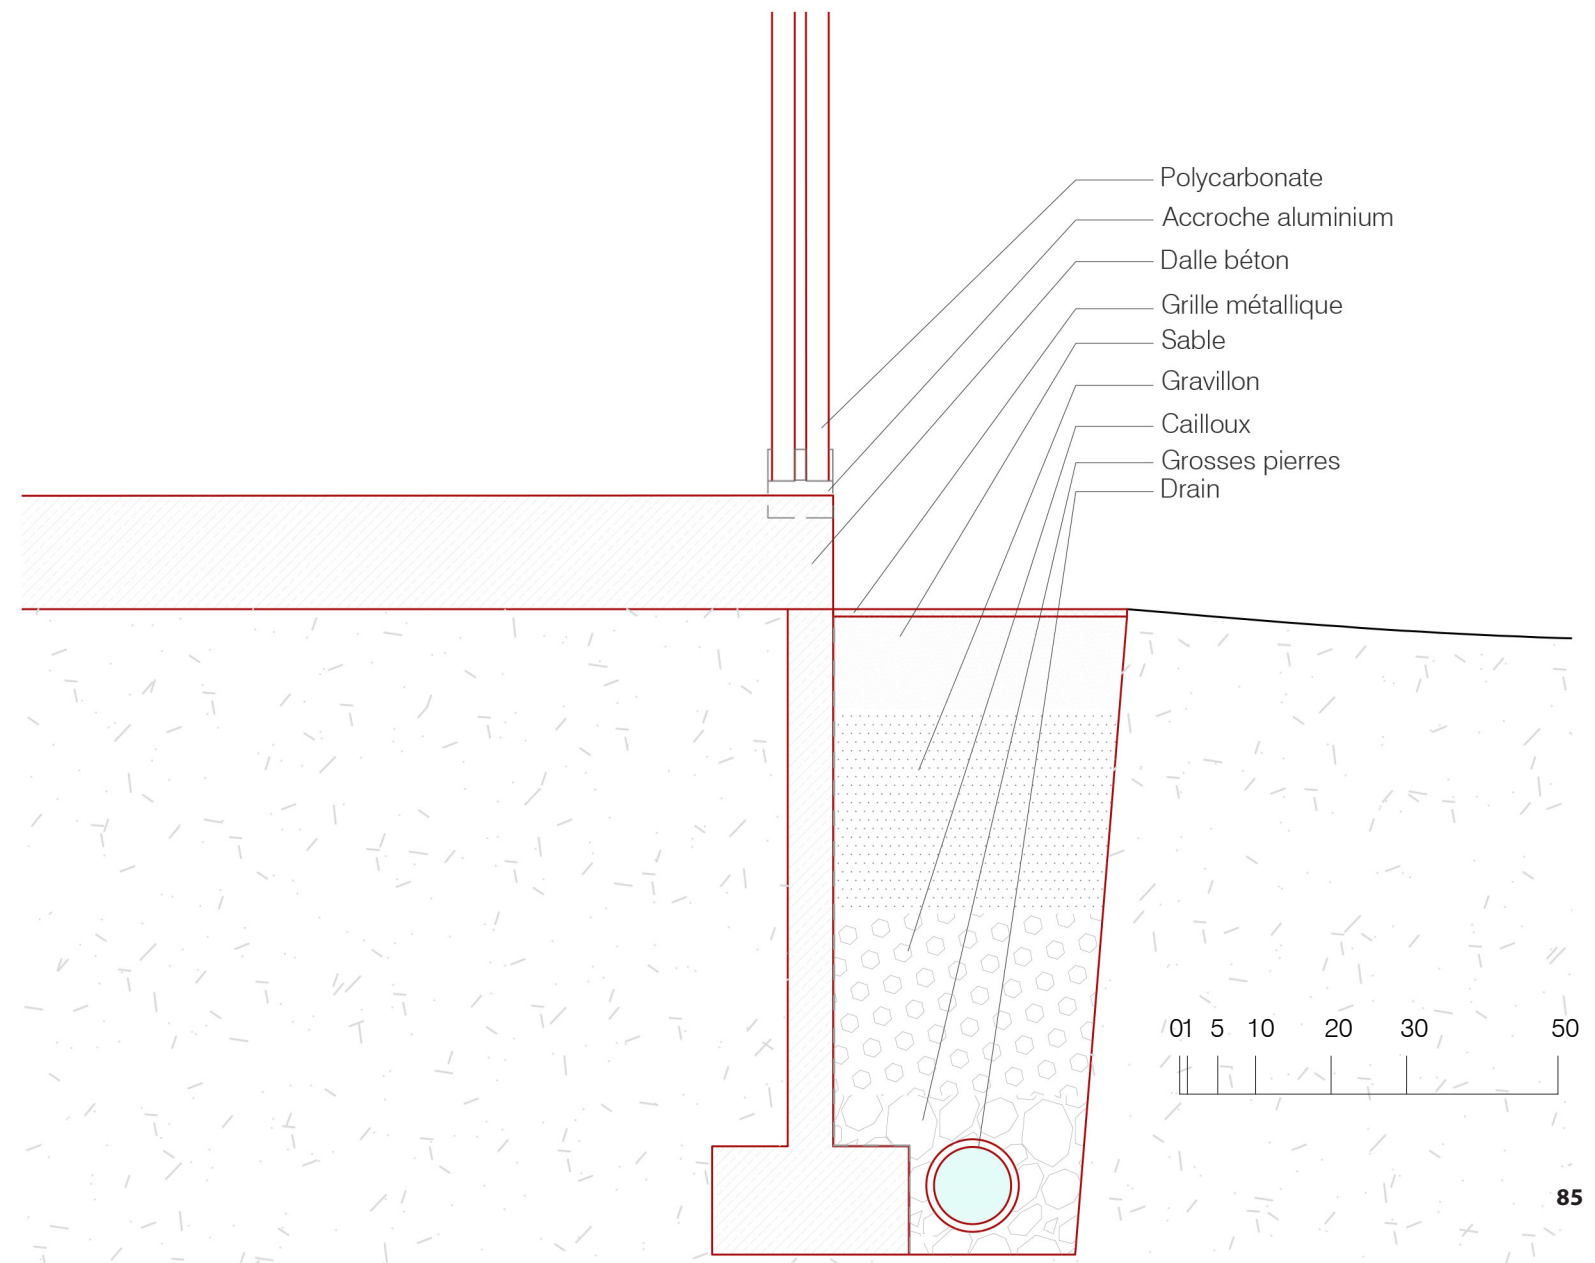 Polycarbonate
Accroche aluminium
Dalle béton
Grille métallique
Sable
Gravillon
Cailloux
Grosses pierres
Drain
01 5 10 20 30 50
85